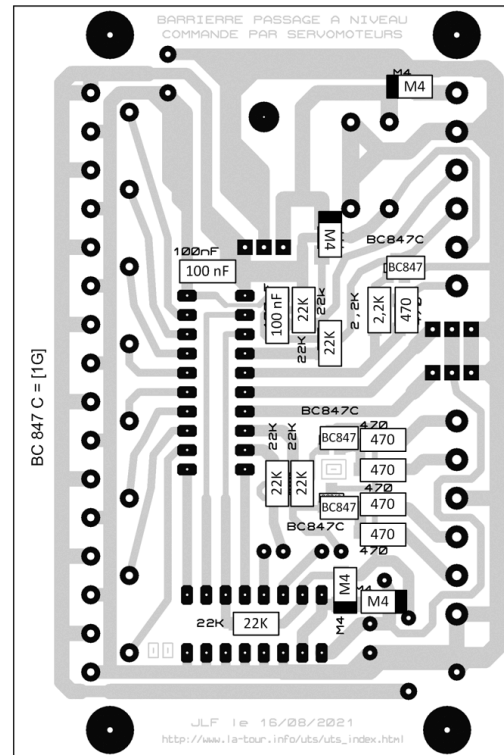 BARRIERRE PASSAGE A NIVEAU
COMMANDE PAR SERVOMOTEURS
M4
M4
M4
BC847C
100nF
BC847
100 nF
100 nF
22K
22K
22K
22K
2,2K
2,2K
470
BC 847 C = [1G]
BC847C
22K
22K
470
BC847
470
470
22K
22K
470
BC847
470
BC847C
470
470
M4
M4
M4
22K
22K
JLF le 16/08/2021
http://www.la-tour.info/uts/uts_index.html